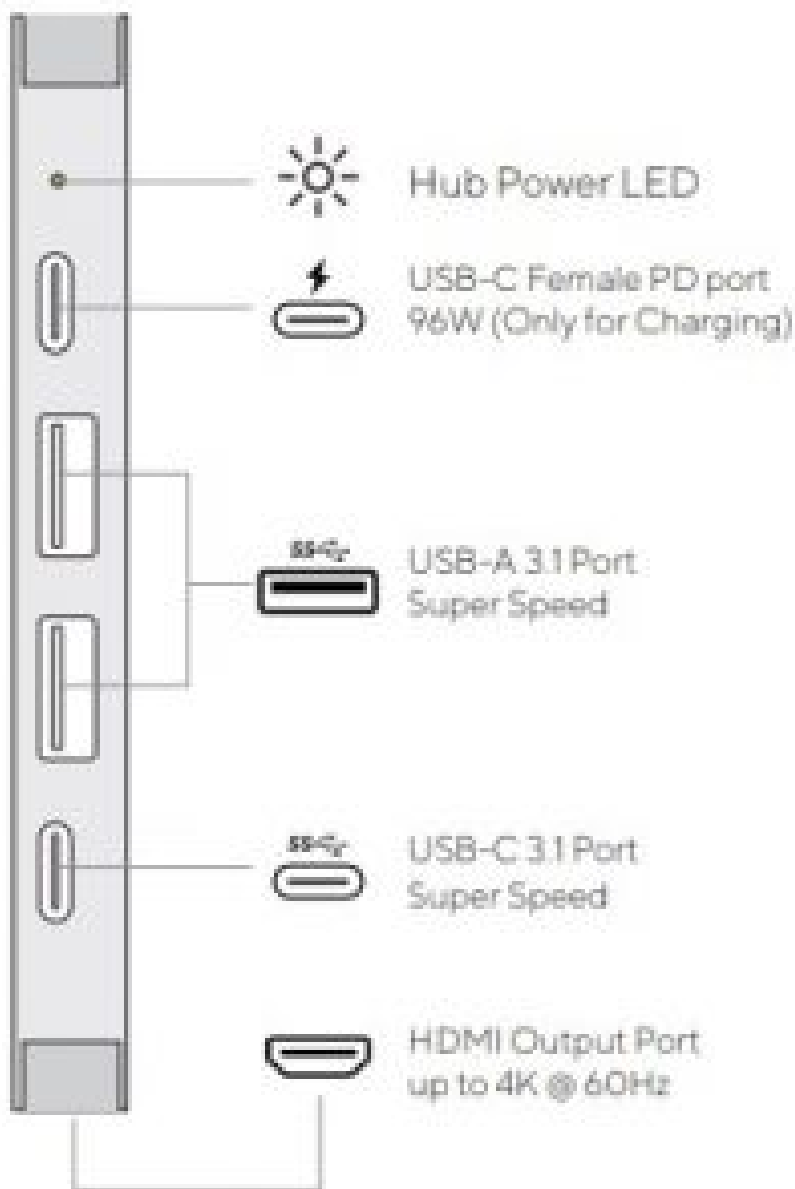 Hub Power LED
USB-C Female PD port
96W (Only for Charging)
USB-A 3.1 Port
Super Speed
USB-C 3.1 Port
Super Speed
HDMI Output Port
up to 4K @ 60Hz